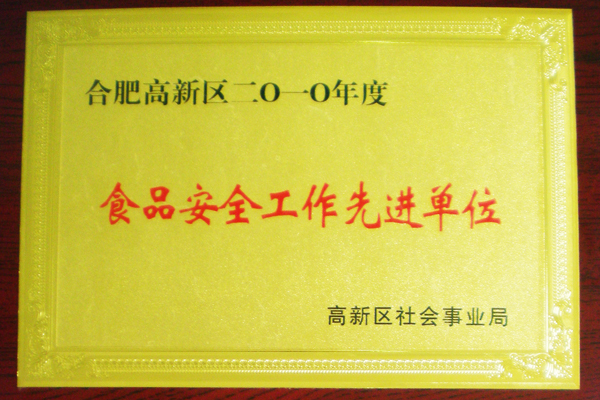 合肥高新区二O一O年度
食品安全工作先进单位
高新区社会事业局